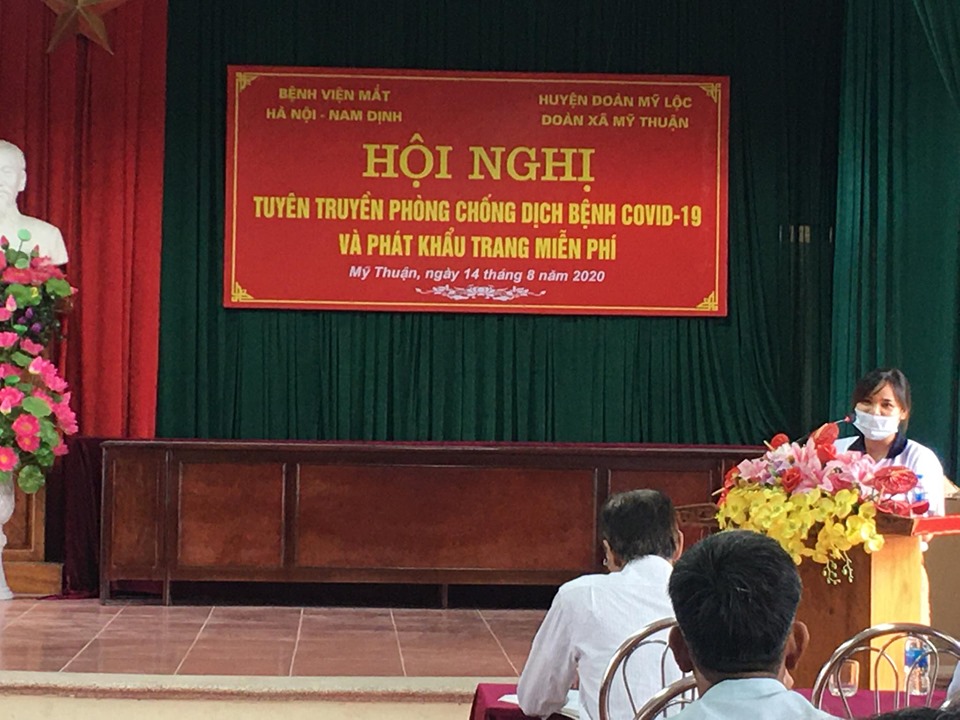 BỆNH VIỆN MẮT
HÀ NỘI - NAM DỊNH
HUYỆN ĐOÀN MỸ LỘC
ĐOÀN XÃ MỸ THUẬN
HỘI NGHỊ
TUYÊN TRUYỀN PHÒNG CHỐNG DỊCH BỆNH COVID-19
VÀ PHÁT KHẨU TRANG MIỄN PHÍ
Mỹ Thuận, ngày 14 tháng 8 năm 2020